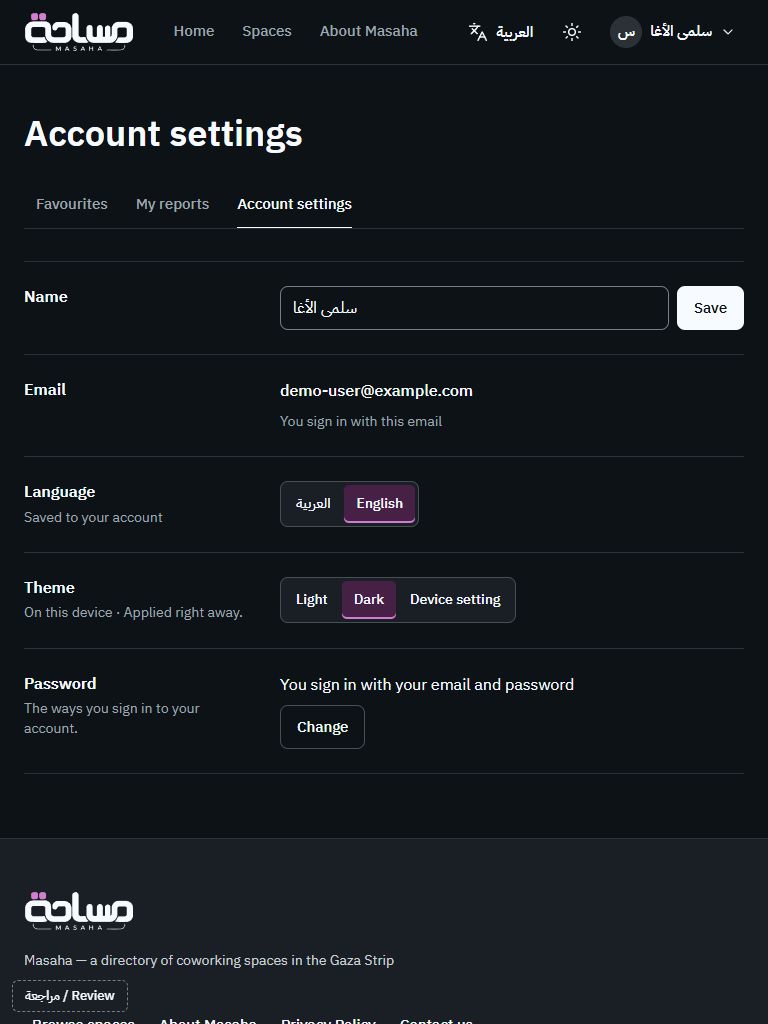 مساحة
MASAHA
Home
Spaces
About Masaha
العربية
س
سلمى الأغا
Account settings
Favourites
My reports
Account settings
Name
سلمى الأغا
Save
Email
demo-user@example.com
You sign in with this email
Language
Saved to your account
العربية
English
Theme
On this device · Applied right away.
Light
Dark
Device setting
Password
The ways you sign in to your
account.
You sign in with your email and password
Change
مساحة
MASAHA
Masaha — a directory of coworking spaces in the Gaza Strip
مراجعة / Review
Browse spaces
About Masaha
Privacy Policy
Contact us